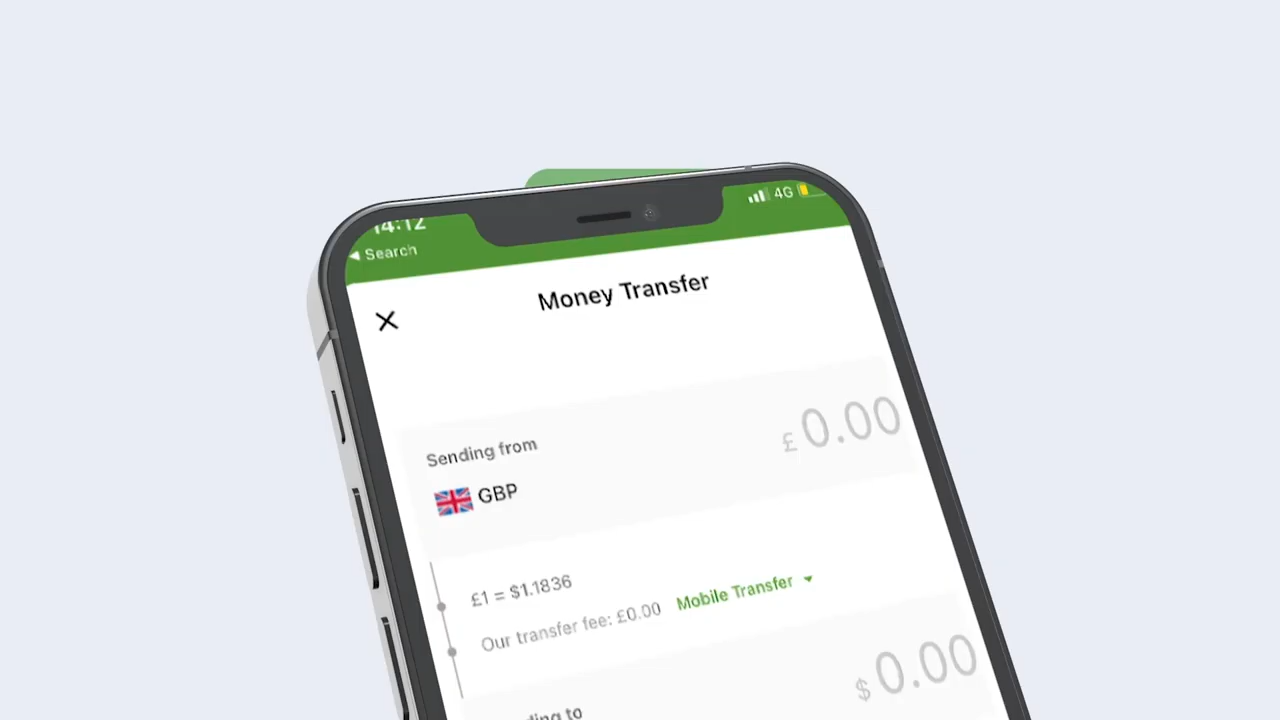 14:12
4G
◀ Search
Money Transfer
£ 0.00
Sending from
GBP
£1 = $1.1836
Our transfer fee: £0.00 Mobile Transfer
$ 0.00
to